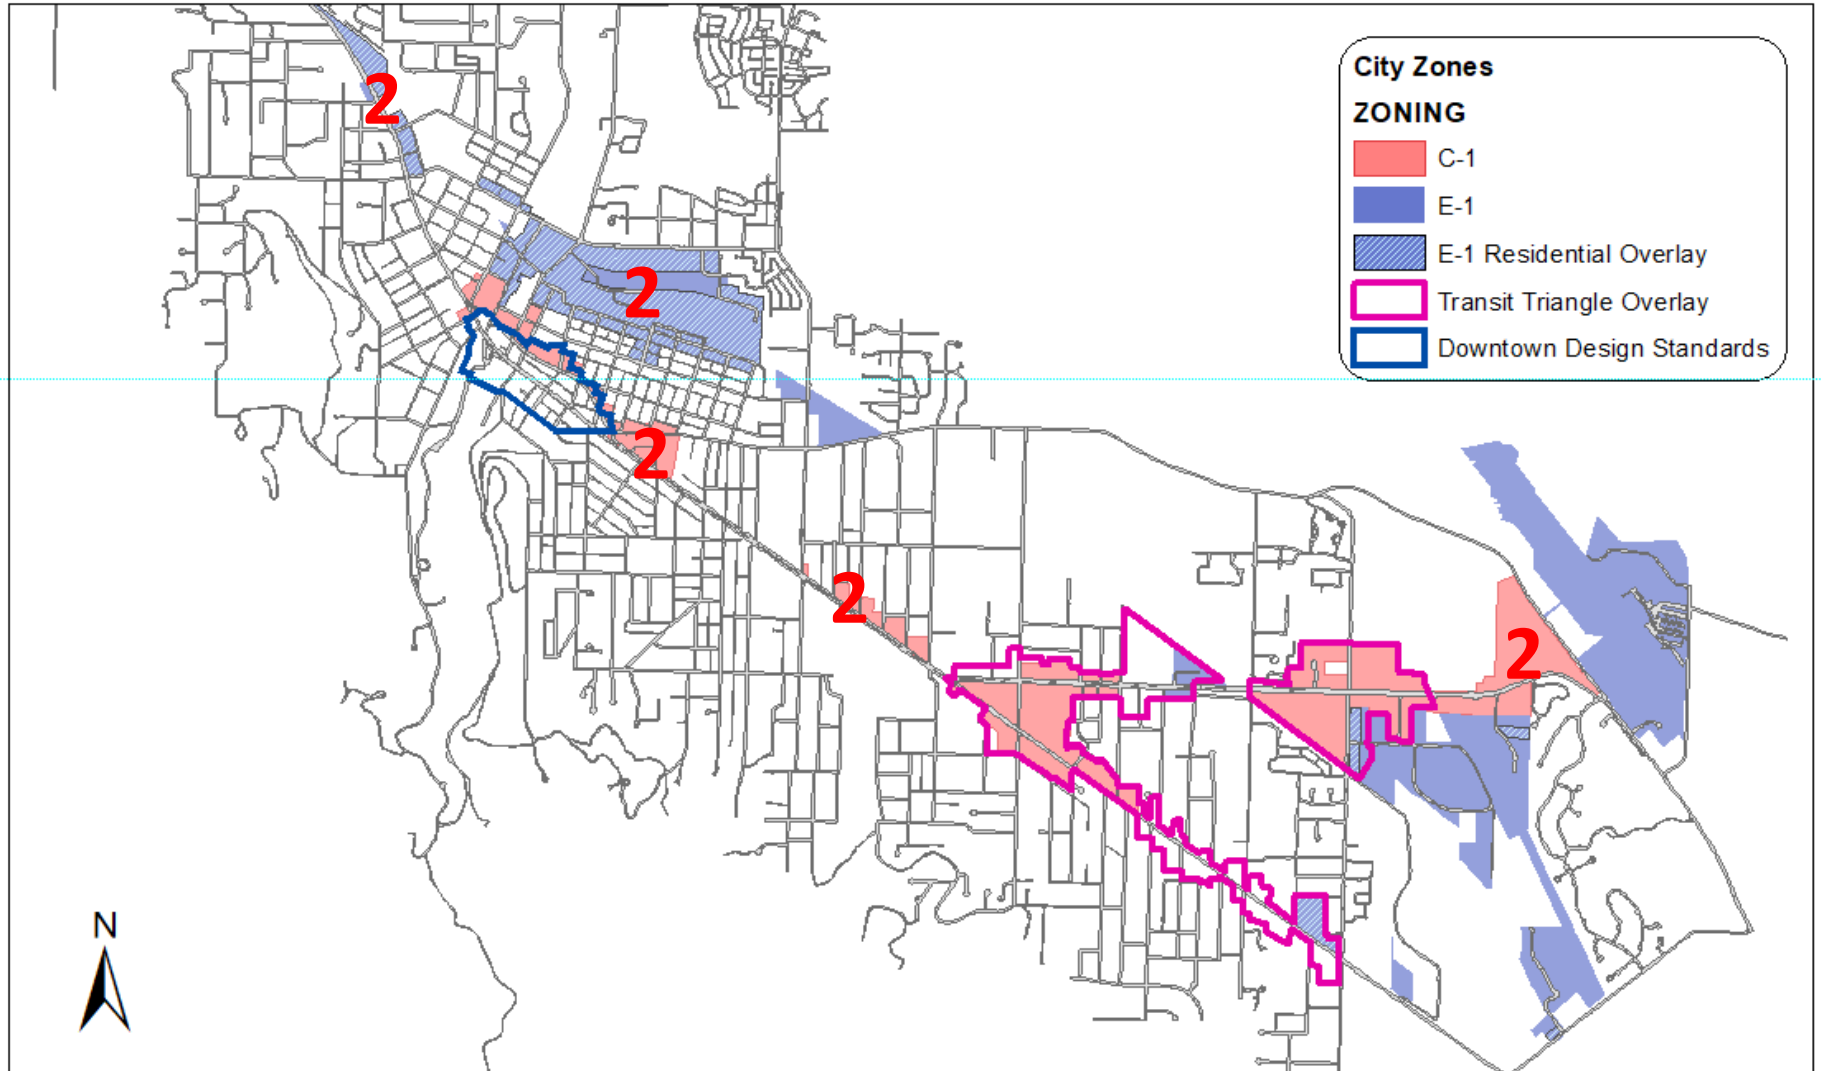 2
City Zones
ZONING
C-1
E-1
E-1 Residential Overlay
Transit Triangle Overlay
Downtown Design Standards
2
2
2
2
N